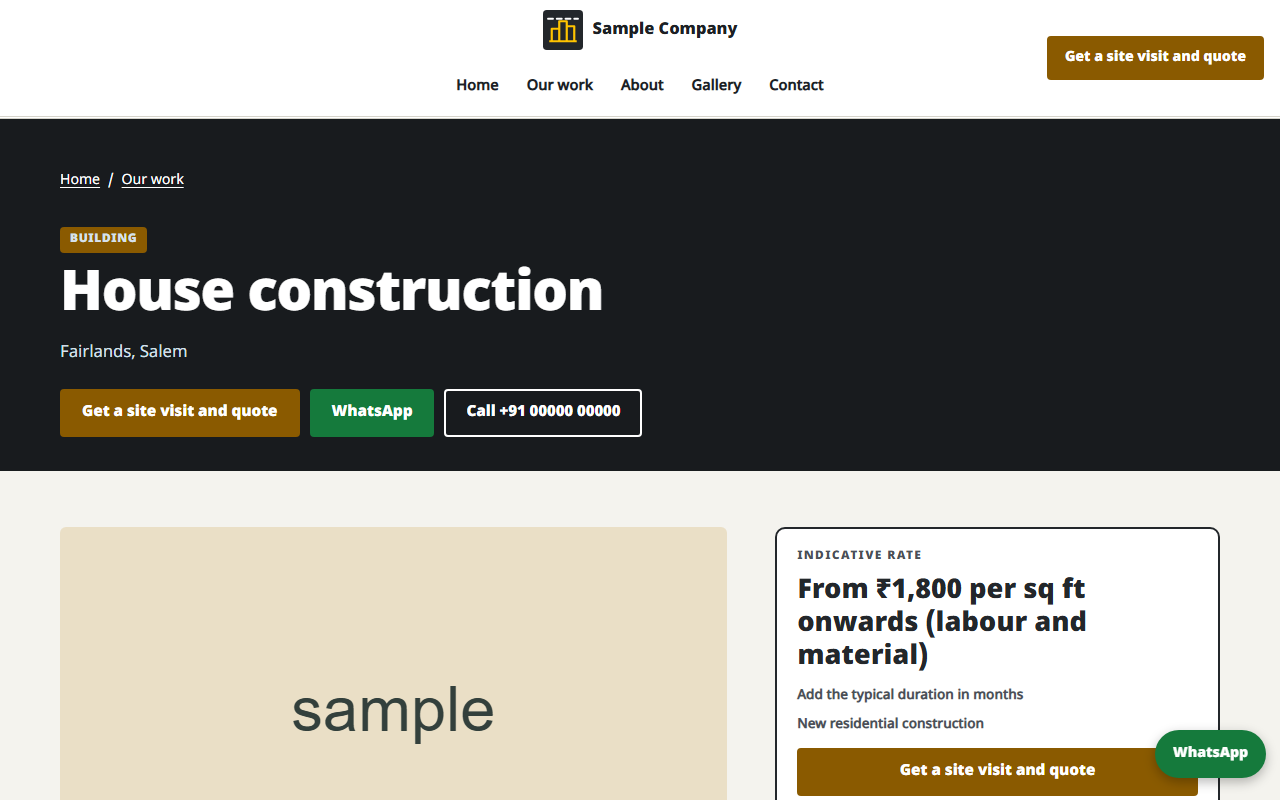 Sample Company
Get a site visit and quote
Home Our work About Gallery Contact
Home / Our work
BUILDING
House construction
Fairlands, Salem
Get a site visit and quote WhatsApp Call +91 00000 00000
sample
INDICATIVE RATE
From ₹1,800 per sq ft
onwards (labour and
material)
Add the typical duration in months
New residential construction
Get a site visit and quote
WhatsApp